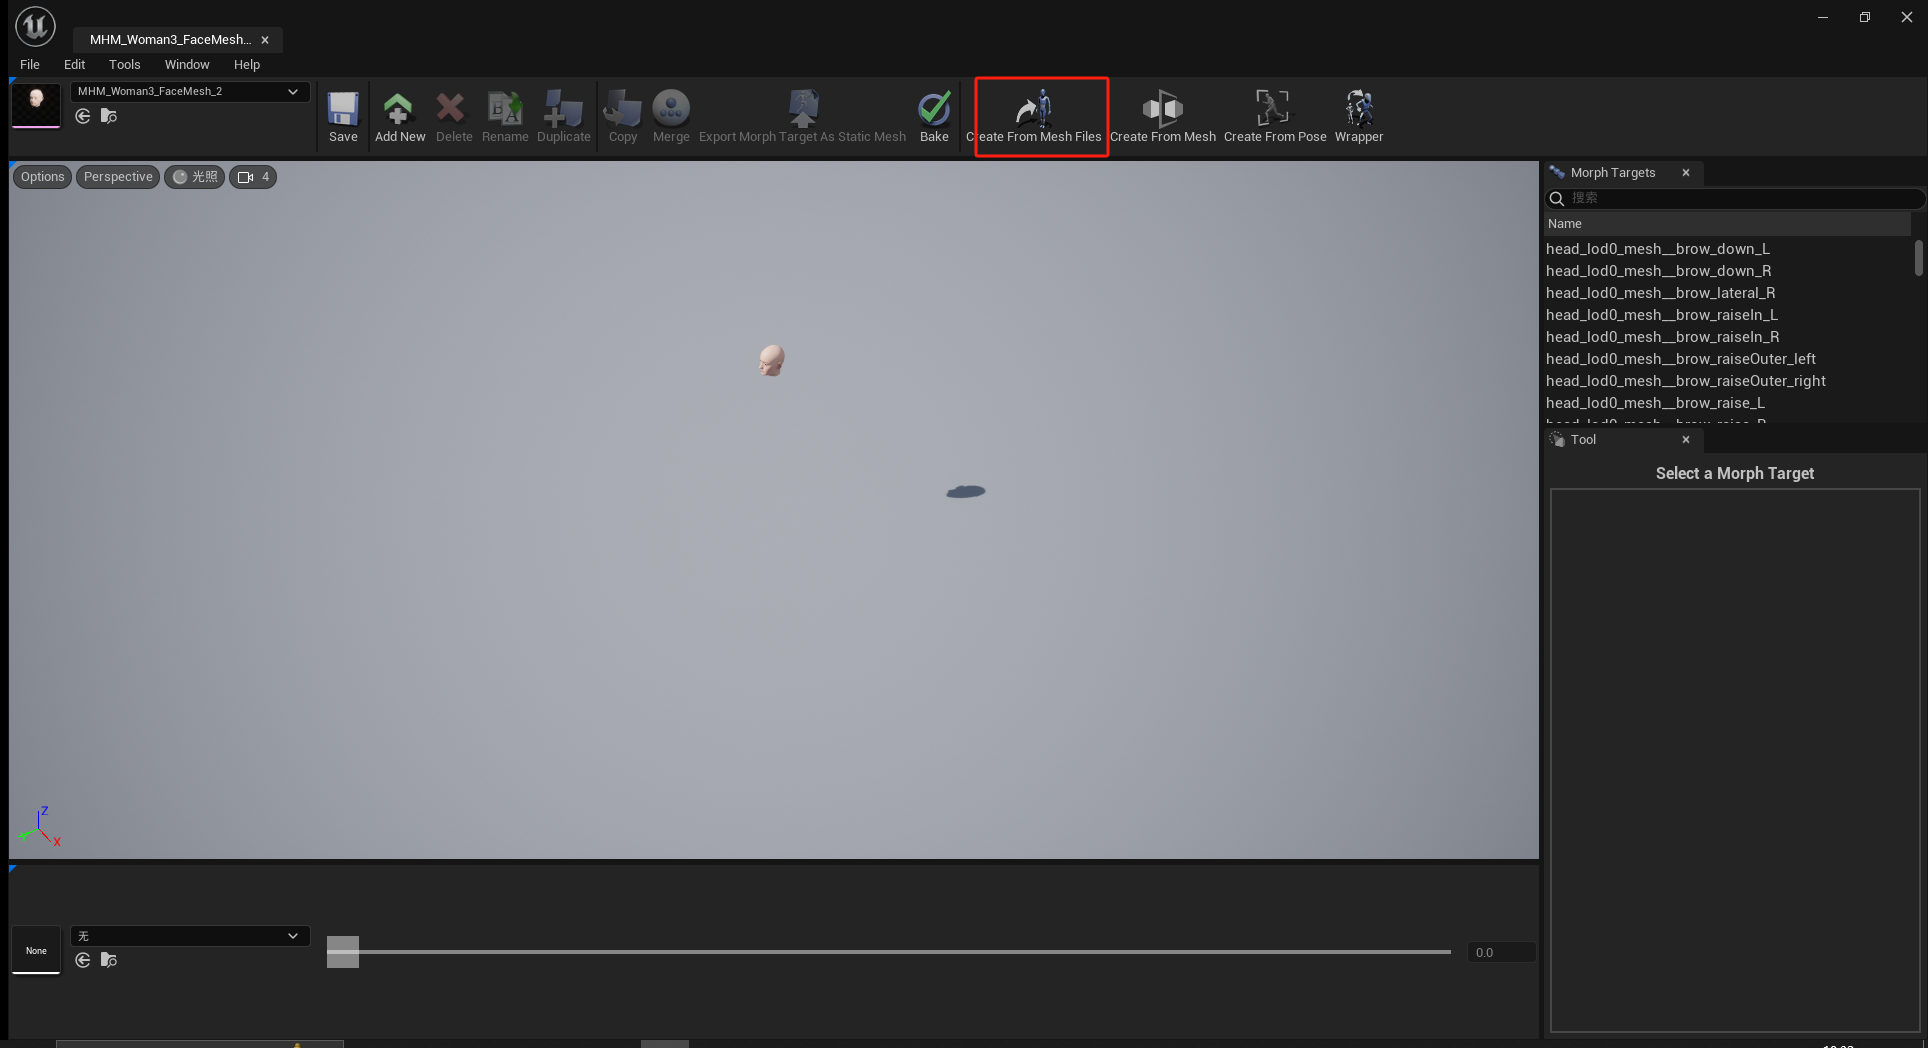 MHM_Woman3_FaceMesh...
File Edit Tools Window Help
MHM_Woman3_FaceMesh_2
Save Add New Delete Rename Duplicate Copy Merge Export Morph Target As Static Mesh Bake Create From Mesh Files Create From Mesh Create From Pose Wrapper
Options Perspective 光照 4
Morph Targets
搜索
Name
head_lod0_mesh__brow_down_L
head_lod0_mesh__brow_down_R
head_lod0_mesh__brow_lateral_R
head_lod0_mesh__brow_raiseIn_L
head_lod0_mesh__brow_raiseIn_R
head_lod0_mesh__brow_raiseOuter_left
head_lod0_mesh__brow_raiseOuter_right
head_lod0_mesh__brow_raise_L
head_lod0_mesh__brow_raise_R
Tool
Select a Morph Target
Z
Y
X
None
无
0.0